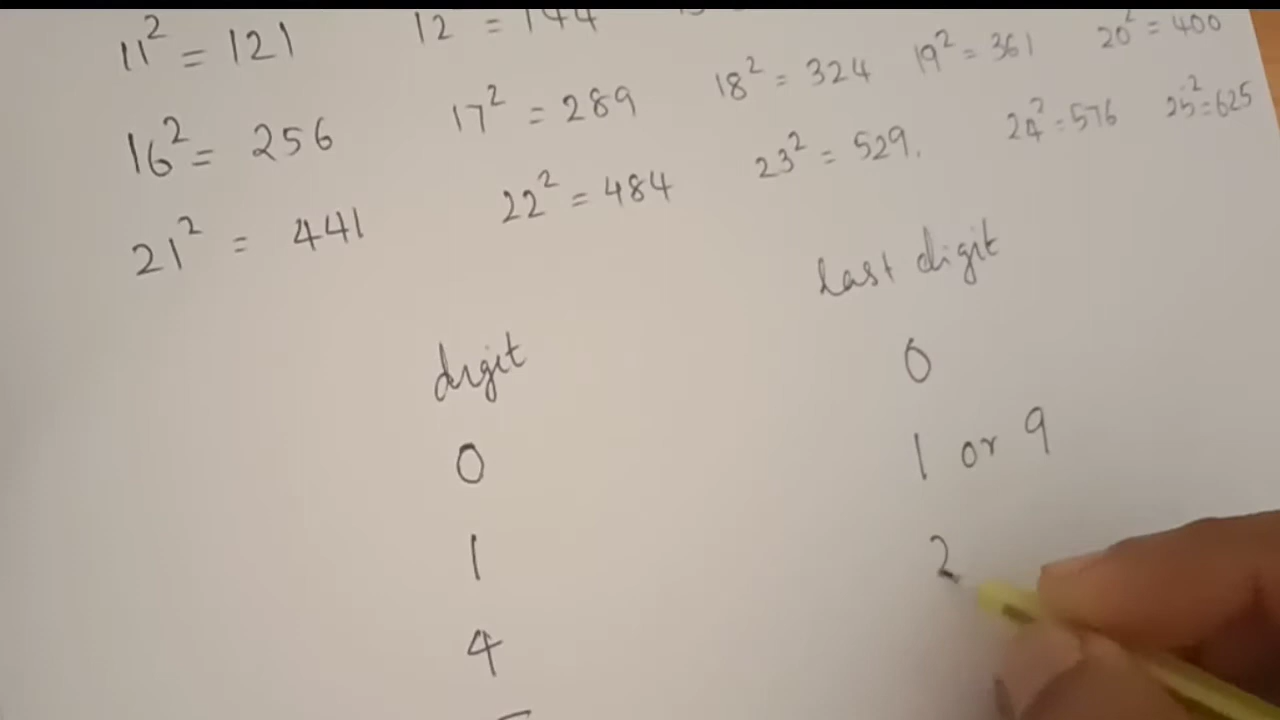 11² = 121 12 = 144
16² = 256 17² = 289 18² = 324 19² = 361 20² = 400
21² = 441 22² = 484 23² = 529. 24² = 576 25² = 625
digit last digit
0 0
1 1 or 9
4 2